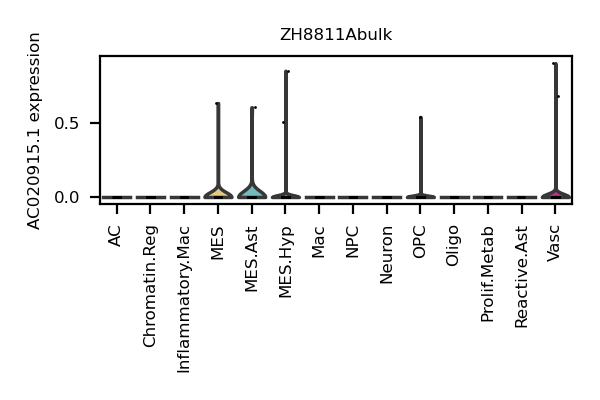 ZH8811Abulk
AC020915.1 expression
0.5
0.0
AC
Chromatin.Reg
Inflammatory.Mac
MES
MES.Ast
MES.Hyp
Mac
NPC
Neuron
OPC
Oligo
Prolif.Metab
Reactive.Ast
Vasc